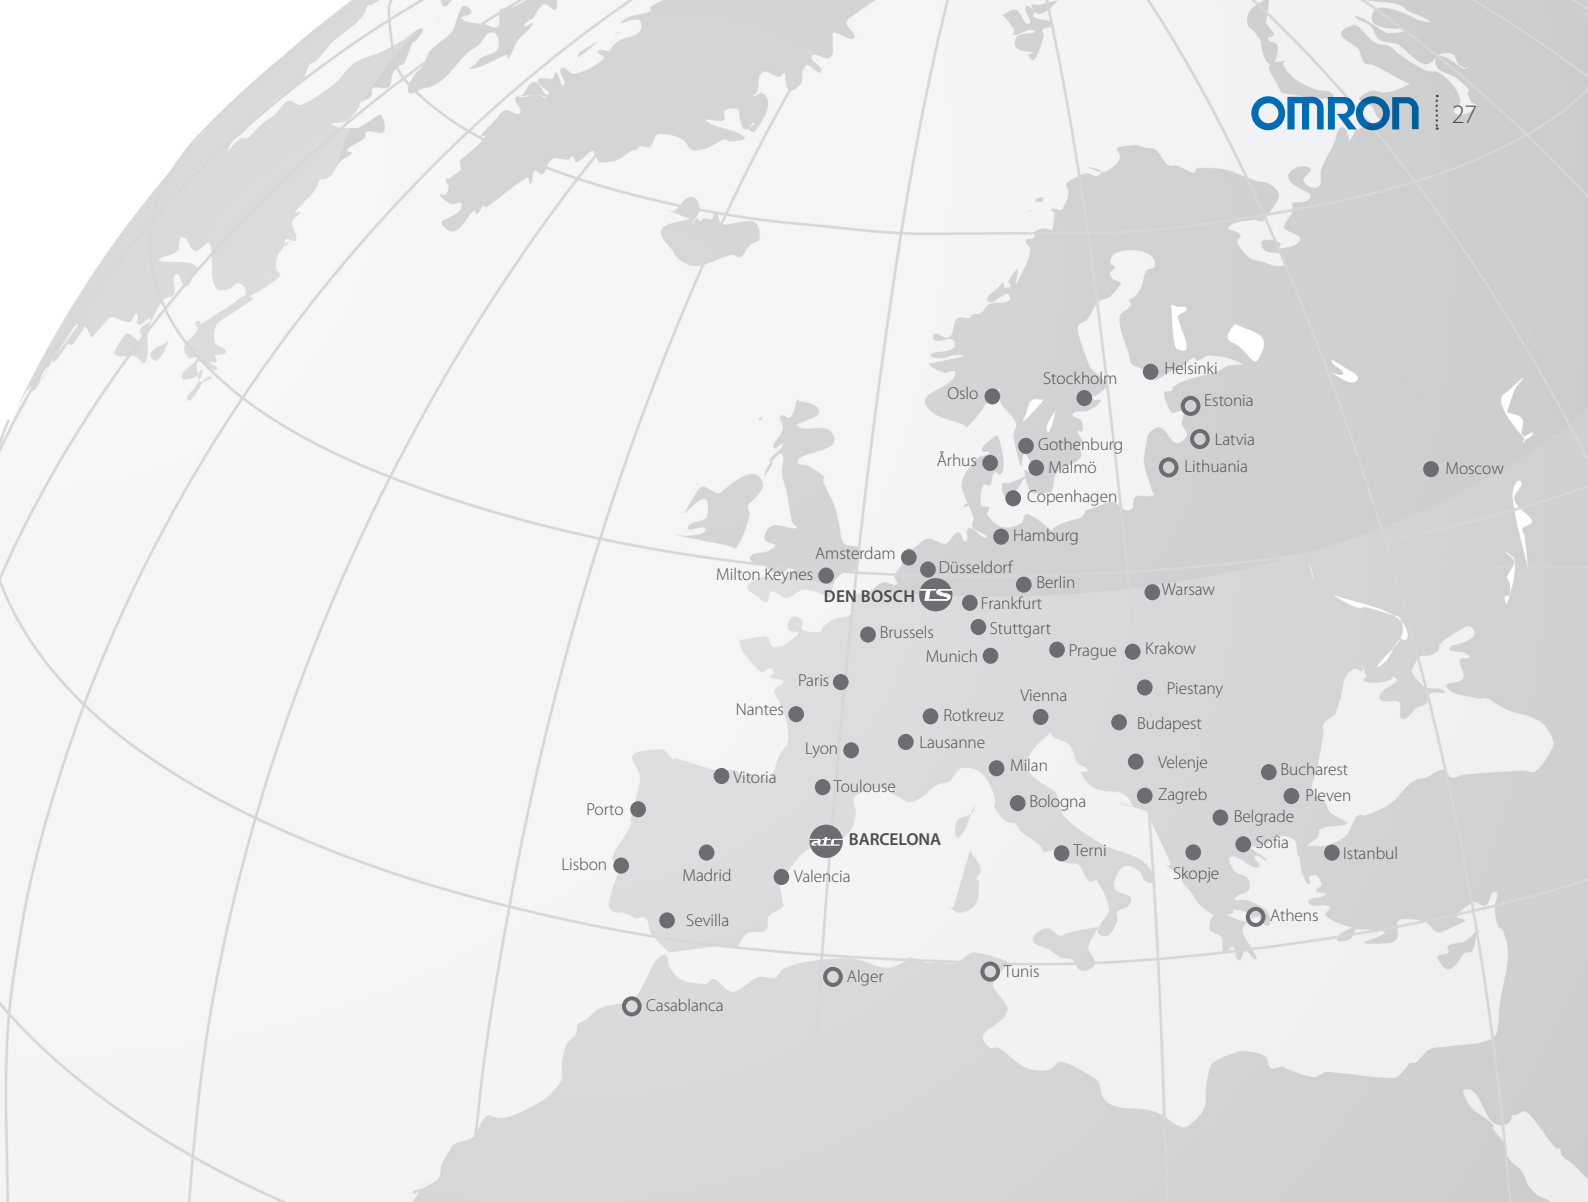 OMRON 27
Helsinki
Stockholm
Oslo
Estonia
Latvia
Gothenburg
Århus
Malmö
Lithuania
Moscow
Copenhagen
Hamburg
Amsterdam
Düsseldorf
Milton Keynes
Berlin
Warsaw
DEN BOSCH TS
Frankfurt
Stuttgart
Brussels
Munich
Prague
Krakow
Paris
Piestany
Vienna
Nantes
Rotkreuz
Budapest
Lausanne
Lyon
Velenje
Milan
Bucharest
Vitoria
Toulouse
Zagreb
Pleven
Bologna
Porto
Belgrade
atc BARCELONA
Sofia
Terni
Istanbul
Lisbon
Madrid
Valencia
Skopje
Athens
Sevilla
Tunis
Alger
Casablanca